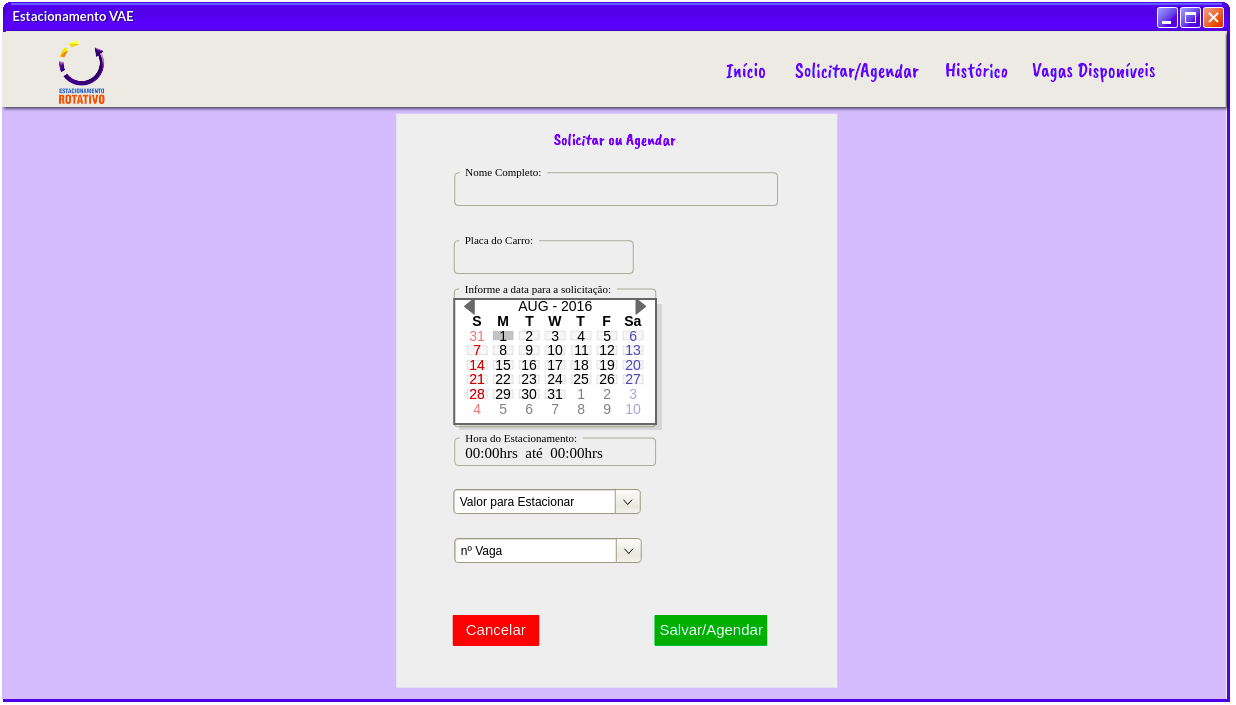 Estacionamento VAE
ESTACIONAMENTO
ROTATIVO
Início Solicitar/Agendar Histórico Vagas Disponíveis
Solicitar ou Agendar
Nome Completo:
Placa do Carro:
Informe a data para a solicitação:
AUG - 2016
S M T W T F Sa
31 1 2 3 4 5 6
7 8 9 10 11 12 13
14 15 16 17 18 19 20
21 22 23 24 25 26 27
28 29 30 31 1 2 3
4 5 6 7 8 9 10
Hora do Estacionamento:
00:00hrs até 00:00hrs
Valor para Estacionar
nº Vaga
Cancelar Salvar/Agendar